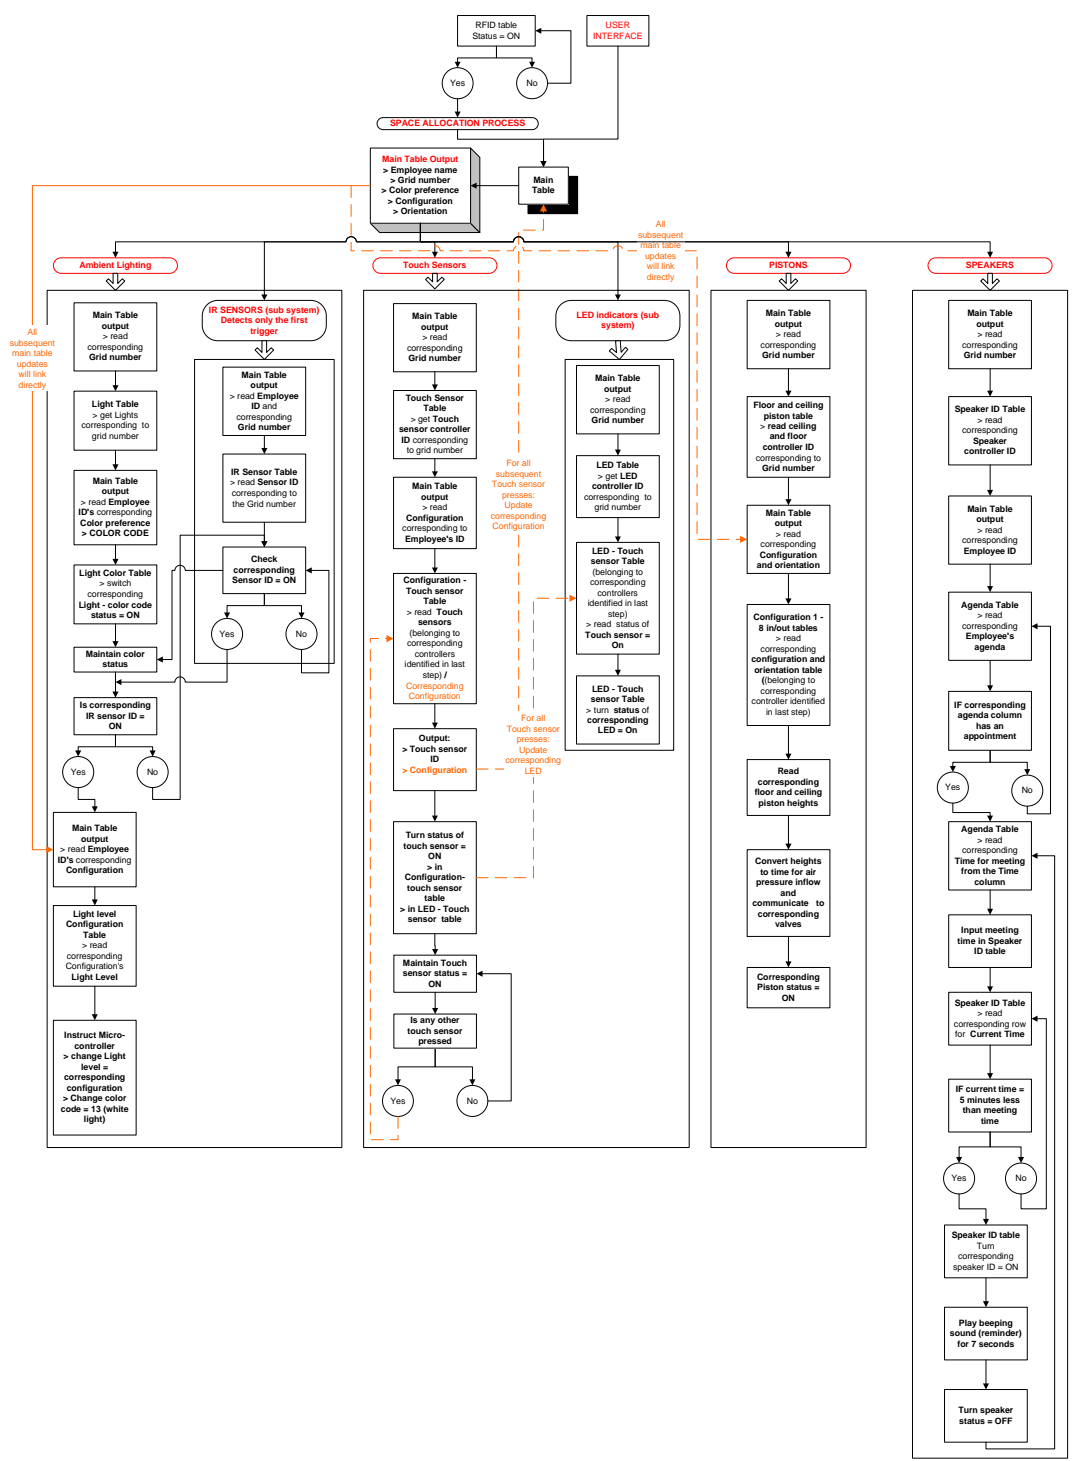 RFID table
Status = ON
USER
INTERFACE
Yes
No
SPACE ALLOCATION PROCESS
Main Table Output
> Employee name
> Grid number
> Color preference
> Configuration
> Orientation
Main
Table
All
subsequent
main table
updates
will link
directly
Ambient Lighting
Touch Sensors
PISTONS
SPEAKERS
All
subsequent
main table
updates
will link
directly
Main Table
output
> read
corresponding
Grid number
Light Table
> get Lights
corresponding to
grid number
Main Table
output
> read Employee
ID's corresponding
Color preference
> COLOR CODE
Light Color Table
> switch
corresponding
Light - color code
status = ON
Maintain color
status
Is corresponding
IR sensor ID =
ON
Yes
No
Main Table
output
> read Employee
ID's corresponding
Configuration
Light level
Configuration
Table
> read
corresponding
Configuration's
Light Level
Instruct Micro-
controller
> change Light
level =
corresponding
configuration
> Change color
code = 13 (white
light)
IR SENSORS (sub system)
Detects only the first
trigger
Main Table
output
> read Employee
ID and
corresponding
Grid number
IR Sensor Table
> read Sensor ID
corresponding to
the Grid number
Check
corresponding
Sensor ID = ON
Yes
No
Main Table
output
> read
corresponding
Grid number
Touch Sensor
Table
> get Touch
sensor controller
ID corresponding
to grid number
Main Table
output
> read
Configuration
corresponding to
Employee's ID
Configuration -
Touch sensor
Table
> read Touch
sensors
(belonging to
corresponding
controllers
identified in last
step) /
Corresponding
Configuration
Output:
> Touch sensor
ID
> Configuration
Turn status of
touch sensor =
ON
> in
Configuration-
touch sensor
table
> in LED - Touch
sensor table
Maintain Touch
sensor status =
ON
Is any other
touch sensor
pressed
Yes
No
For all
subsequent
Touch sensor
presses:
Update
corresponding
Configuration
For all
Touch sensor
presses:
Update
corresponding
LED
LED indicators (sub
system)
Main Table
output
> read
corresponding
Grid number
LED Table
> get LED
controller ID
corresponding to
grid number
LED - Touch
sensor Table
(belonging to
corresponding
controllers
identified in last
step)
> read status of
Touch sensor =
On
LED - Touch
sensor Table
> turn status of
corresponding
LED = On
Main Table
output
> read
corresponding
Grid number
Floor and ceiling
piston table
> read ceiling
and floor
controller ID
corresponding to
Grid number
Main Table
output
> read
corresponding
Configuration
and orientation
Configuration 1 -
8 in/out tables
> read
corresponding
configuration and
orientation table
((belonging to
corresponding
controller identified
in last step)
Read
corresponding
floor and ceiling
piston heights
Convert heights
to time for air
pressure inflow
and
communicate to
corresponding
valves
Corresponding
Piston status =
ON
Main Table
output
> read
corresponding
Grid number
Speaker ID Table
> read
corresponding
Speaker
controller ID
Main Table
output
> read
corresponding
Employee ID
Agenda Table
> read
corresponding
Employee's
agenda
IF corresponding
agenda column
has an
appointment
Yes
No
Agenda Table
> read
corresponding
Time for meeting
from the Time
column
Input meeting
time in Speaker
ID table
Speaker ID Table
> read
corresponding row
for Current Time
IF current time =
5 minutes less
than meeting
time
Yes
No
Speaker ID table
Turn
corresponding
speaker ID = ON
Play beeping
sound (reminder)
for 7 seconds
Turn speaker
status = OFF